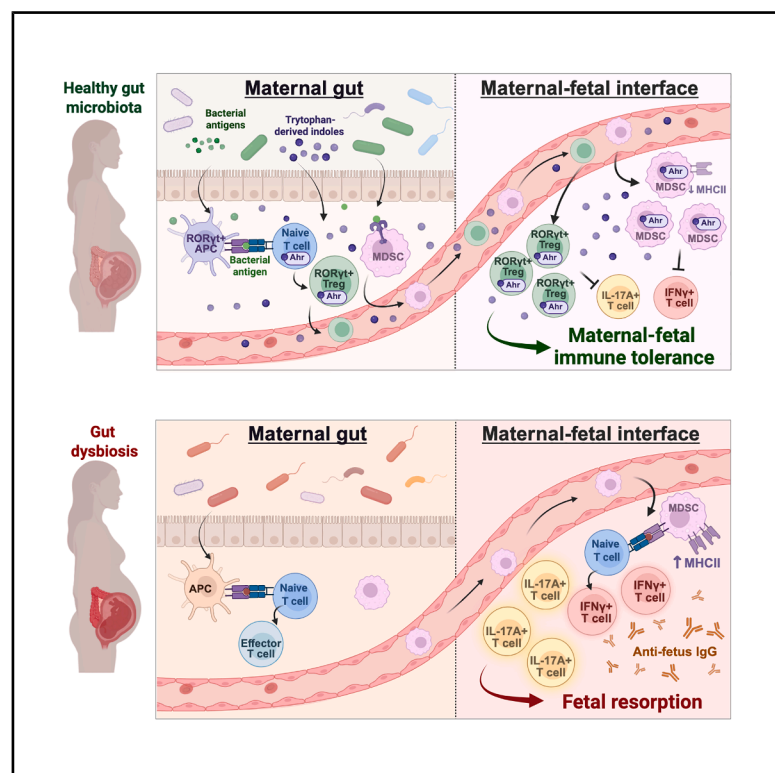 Healthy gut
microbiota
Maternal gut
Maternal-fetal interface
Bacterial
antigens
Trytophan-
derived indoles
RORγt+
APC
Bacterial
antigen
Naive
T cell
Ahr
RORγt+
Treg
Ahr
MDSC
RORγt+
Treg
Ahr
RORγt+
Treg
Ahr
RORγt+
Treg
Ahr
Ahr
MDSC
↓MHCII
Ahr
MDSC
Ahr
MDSC
IL-17A+
T cell
IFNγ+
T cell
Maternal-fetal
immune tolerance
Gut
dysbiosis
Maternal gut
Maternal-fetal interface
APC
Naive
T cell
Effector
T cell
MDSC
↑MHCII
Naive
T cell
IFNγ+
T cell
IFNγ+
T cell
IL-17A+
T cell
IL-17A+
T cell
IL-17A+
T cell
Anti-fetus IgG
Fetal resorption